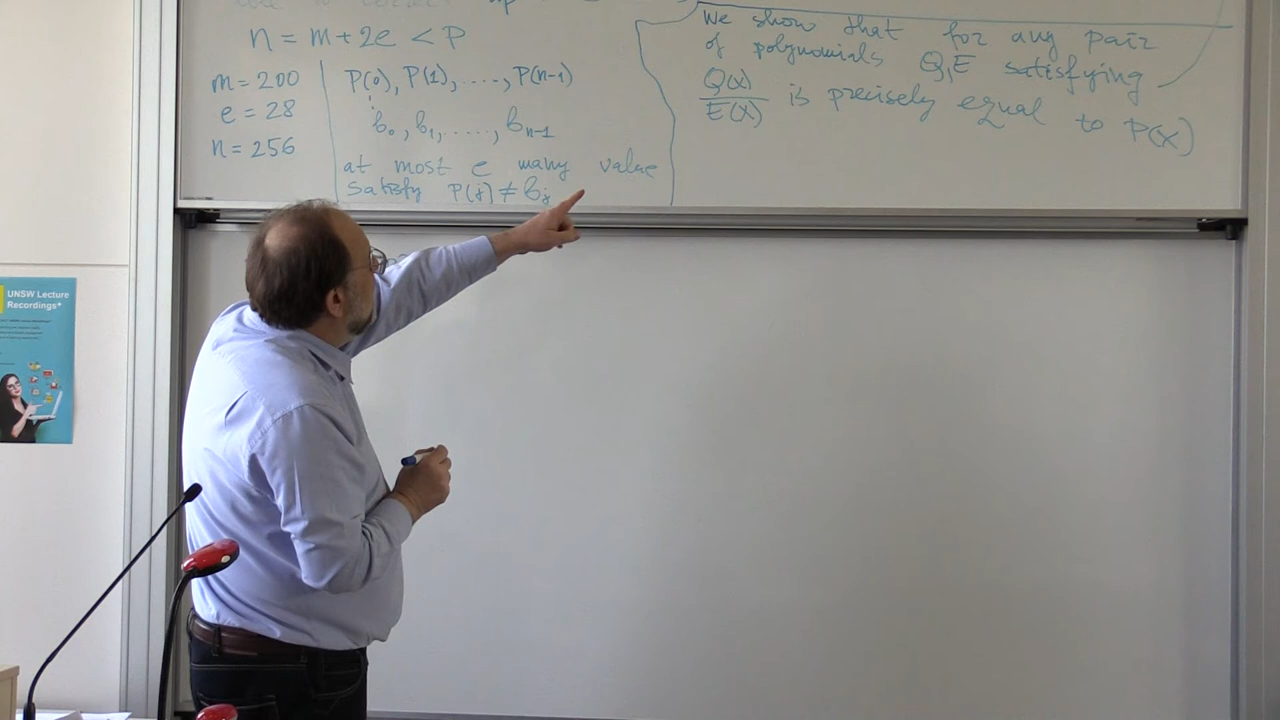 n = m + 2e < P
m = 200
e = 28
n = 256
P(0), P(1), ....., P(n-1)
b₀, b₁, ....., bₙ₋₁
at most e many value
satisfy P(j) ≠ bⱼ
We show that for any pair
of polynomials Q, E satisfying
Q(x)/E(x) is precisely equal to P(x)
UNSW Lecture
Recordings+